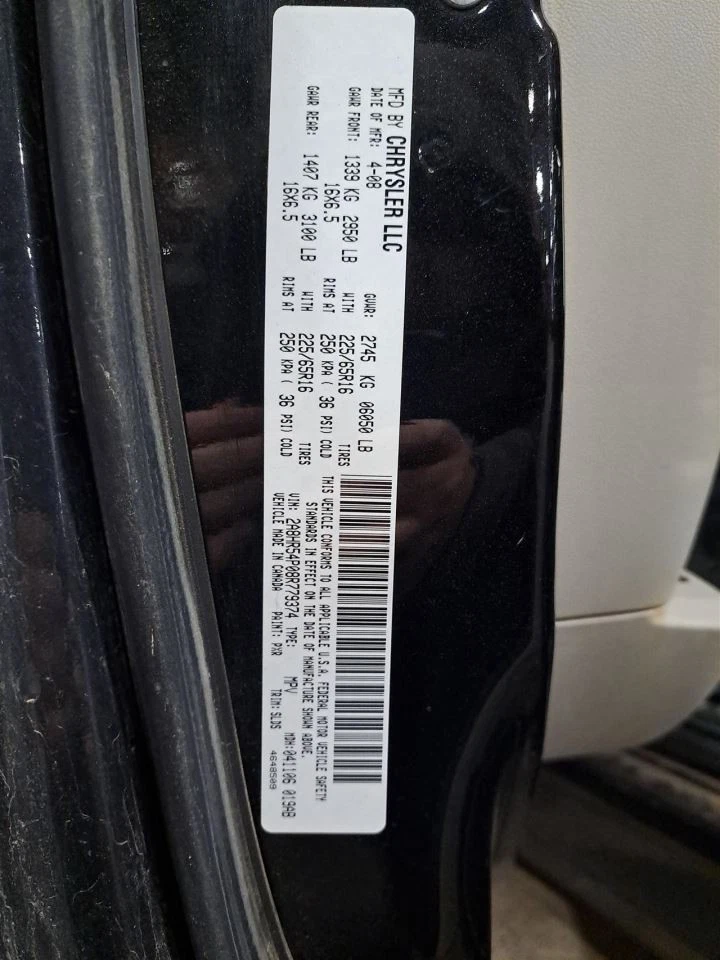 MFD BY CHRYSLER LLC
DATE OF MFR: 4-08 GVWR: 2745 KG 06050 LB
GAWR FRONT: 1339 KG 2950 LB WITH 225/65R16 TIRES
16X6.5 RIMS AT 250 KPA ( 36 PSI) COLD
GAWR REAR: 1407 KG 3100 LB WITH 225/65R16 TIRES
16X6.5 RIMS AT 250 KPA ( 36 PSI) COLD
THIS VEHICLE CONFORMS TO ALL APPLICABLE U.S.A. FEDERAL MOTOR VEHICLE SAFETY
STANDARDS IN EFFECT ON THE DATE OF MANUFACTURE SHOWN ABOVE.
VIN: 2A8HR54P08R779374 TYPE: MPV MDH:041106 019AB
VEHICLE MADE IN CANADA PAINT: PXR TRIM:SLDS 4648509